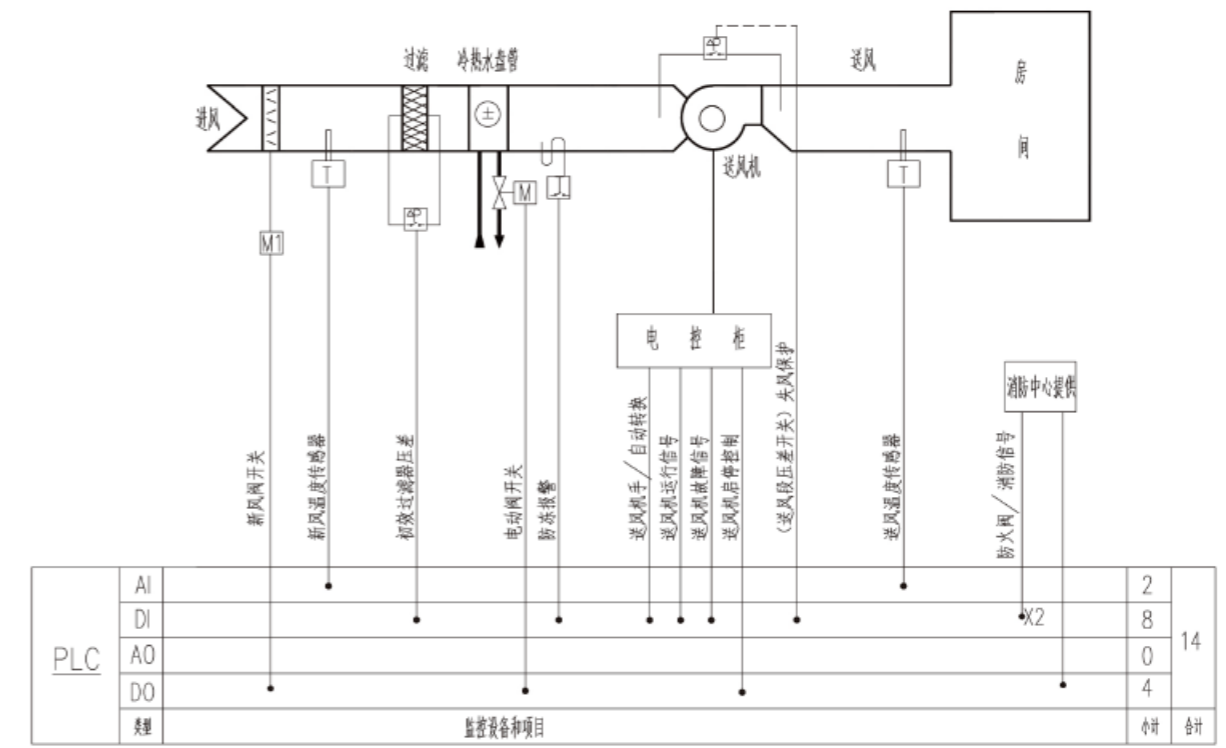 过滤
冷热水盘管
送风
房间
进风
T
送风机
T
M
M1
电控柜
消防中心提供
新风阀开关
新风温度传感器
初效过滤器压差
电动阀开关
防冻报警
送风机手/自动转换
送风机运行信号
送风机故障信号
送风机启停控制
(送风段压差开关)失风保护
送风温度传感器
防火阀/消防信号
PLC
AI 2
DI X2 8
AO 0
DO 4
14
类型 监控设备和项目 小计 合计